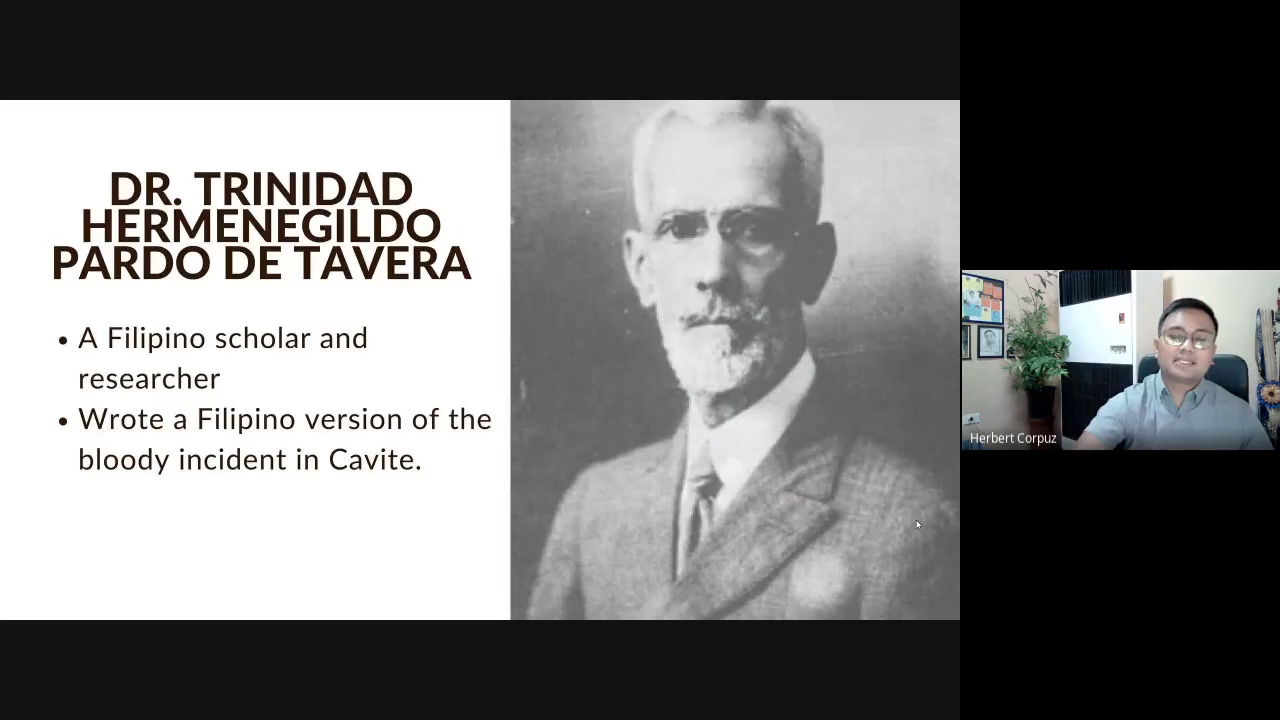 DR. TRINIDAD
HERMENEGILDO
PARDO DE TAVERA
• A Filipino scholar and
researcher
• Wrote a Filipino version of the
bloody incident in Cavite.
Herbert Corpuz